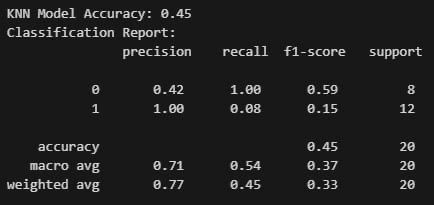 KNN Model Accuracy: 0.45
Classification Report:
precision recall f1-score support
0 0.42 1.00 0.59 8
1 1.00 0.08 0.15 12
accuracy 0.45 20
macro avg 0.71 0.54 0.37 20
weighted avg 0.77 0.45 0.33 20